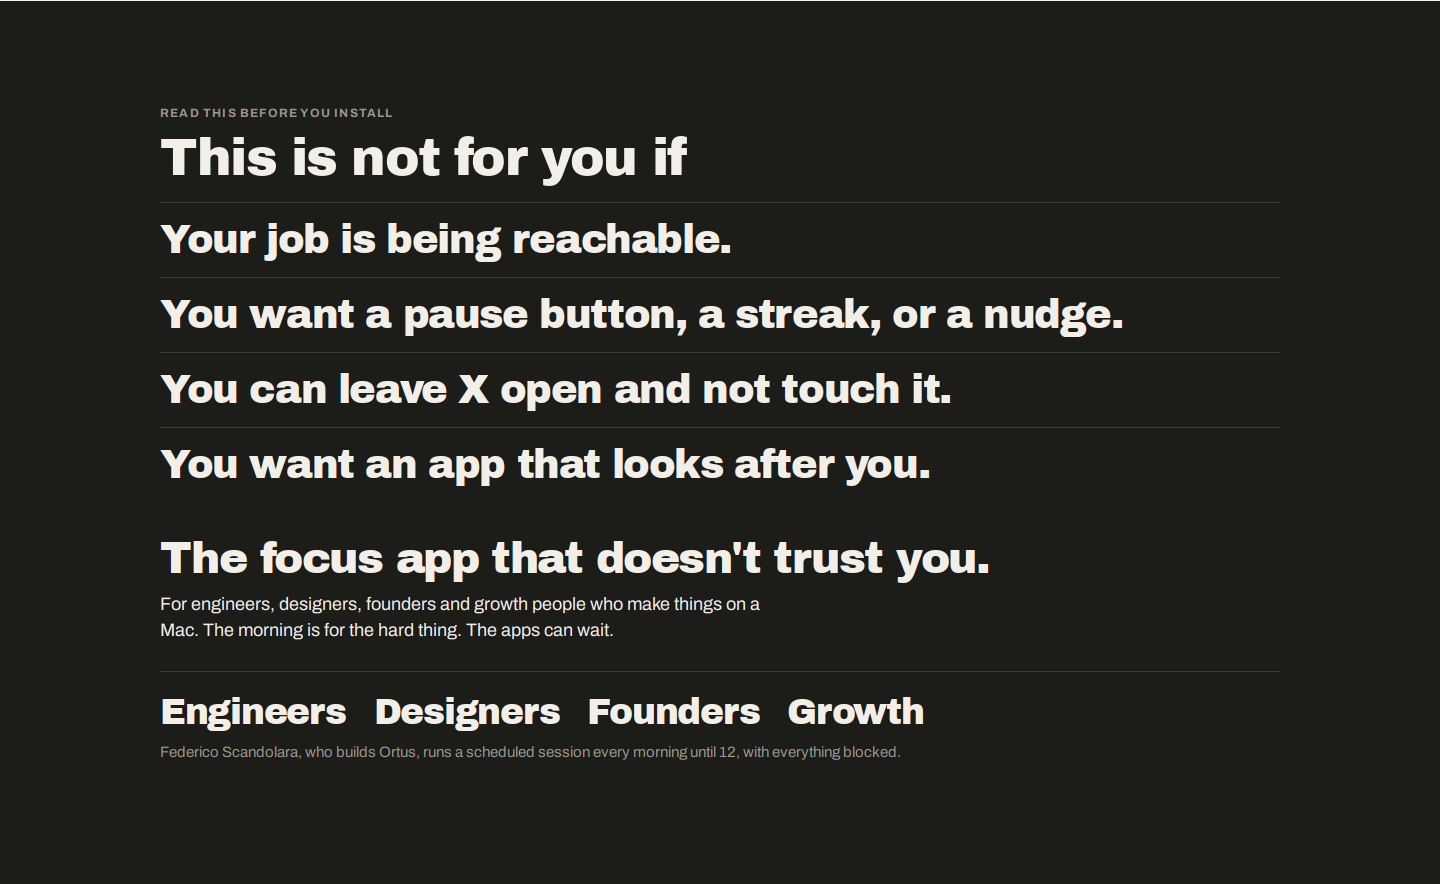 READ THIS BEFORE YOU INSTALL
This is not for you if
Your job is being reachable.
You want a pause button, a streak, or a nudge.
You can leave X open and not touch it.
You want an app that looks after you.
The focus app that doesn't trust you.
For engineers, designers, founders and growth people who make things on a
Mac. The morning is for the hard thing. The apps can wait.
Engineers Designers Founders Growth
Federico Scandolara, who builds Ortus, runs a scheduled session every morning until 12, with everything blocked.